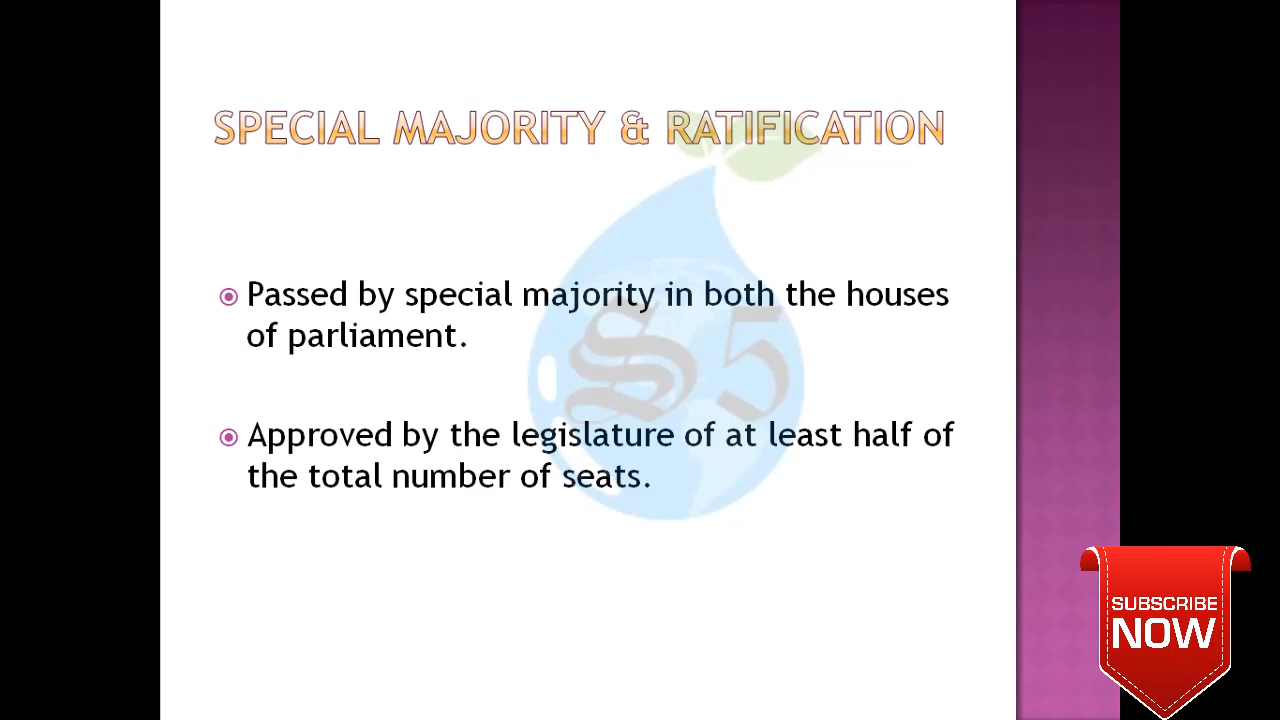 SPECIAL MAJORITY & RATIFICATION
Passed by special majority in both the houses
of parliament.
Approved by the legislature of at least half of
the total number of seats.
S5
SUBSCRIBE
NOW